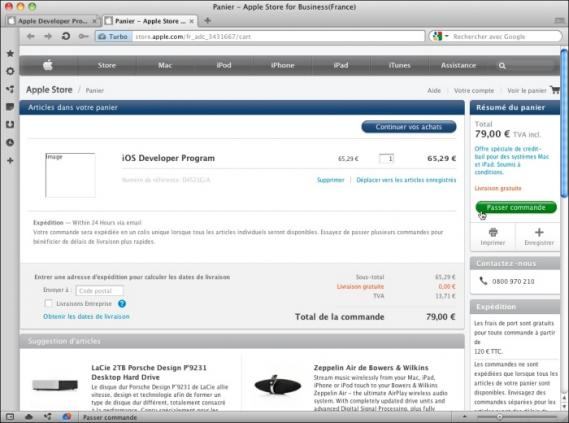 Panier – Apple Store for Business(France)
Apple Developer Pro...
Panier – Apple Store ...
Turbo
store.apple.com/fr_adc_3431667/cart
Rechercher avec Google
Store
Mac
iPod
iPhone
iPad
iTunes
Assistance
Apple Store
Panier
Aide
Votre compte
Voir le panier
Articles dans votre panier
Continuer vos achats
Image
iOS Developer Program
65,29 €
1
65,29 €
Numéro de référence: D4521G/A
Supprimer
Déplacer vers les articles enregistrés
Expédition — Within 24 Hours via email
Votre commande sera expédiée en un colis unique lorsque tous les articles individuels seront disponibles. Essayez de passer plusieurs commandes pour
bénéficier de délais de livraison plus rapides.
Entrer une adresse d'expédition pour calculer les dates de livraison
Envoyer à :
Code postal
Livraisons Entreprise
?
Obtenir les dates de livraison
Sous-total
65,29 €
Livraison gratuite
0,00 €
TVA
13,71 €
Total de la commande
79,00 €
Suggestion d'articles
LaCie 2TB Porsche Design P'9231
Desktop Hard Drive
Le Porsche Design P'9231 de LaCie allie
vitesse, design et technologie afin de former un
type de disque dur différent, totalement consacré
à la performance. Conçu spécialement pour les
Zeppelin Air de Bowers & Wilkins
Stream music wirelessly from your Mac, iPad,
iPhone or iPod touch to your Bowers & Wilkins
Zeppelin Air – the ultimate AirPlay audio system.
With completely updated drive units and
advanced Digital Signal Processing, plus fully
Résumé du panier
Total
79,00 € TVA incl.
Offre spéciale de crédit-
bail pour des systèmes Mac
et iPad. Soumis à
conditions.
Livraison gratuite
Passer commande
Imprimer
Enregistrer
Contactez-nous
0800 970 210
Expédition
Les frais de port sont gratuits
pour toute commande à
partir de
120 € TTC.
Les commandes ne sont
expédiées que lorsque tous
les articles de votre panier
sont disponibles. Envisagez
des commandes séparées
pour les
Passer commande